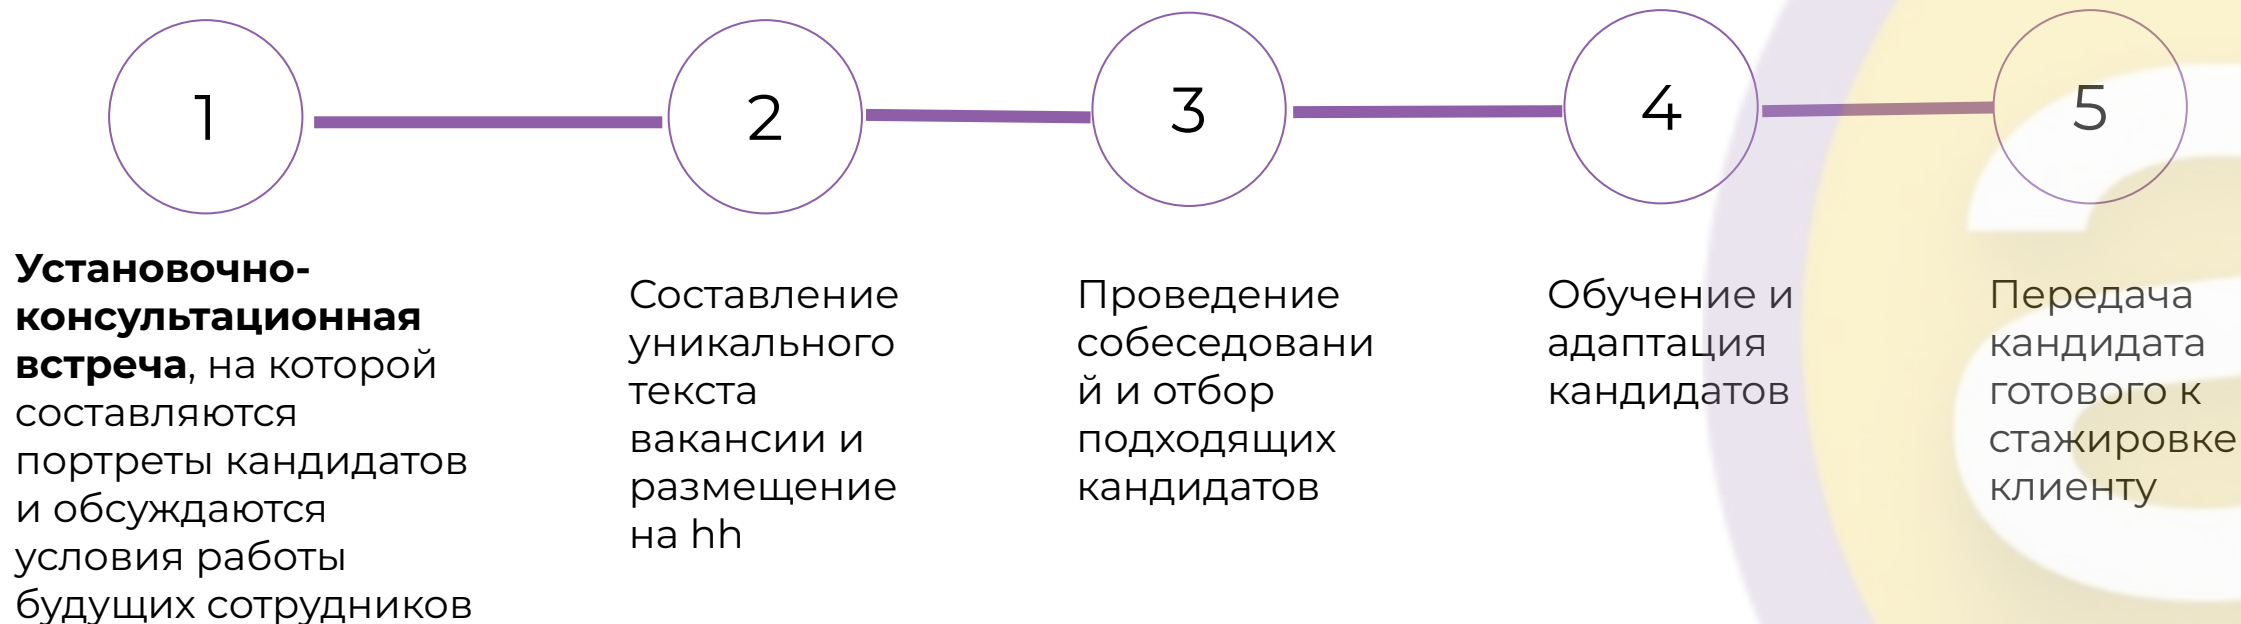 1
Установочно-
консультационная
встреча, на которой
составляются
портреты кандидатов
и обсуждаются
условия работы
будущих сотрудников
2
Составление
уникального
текста
вакансии и
размещение
на hh
3
Проведение
собеседовани
й и отбор
подходящих
кандидатов
4
Обучение и
адаптация
кандидатов
5
Передача
кандидата
готового к
стажировке
клиенту